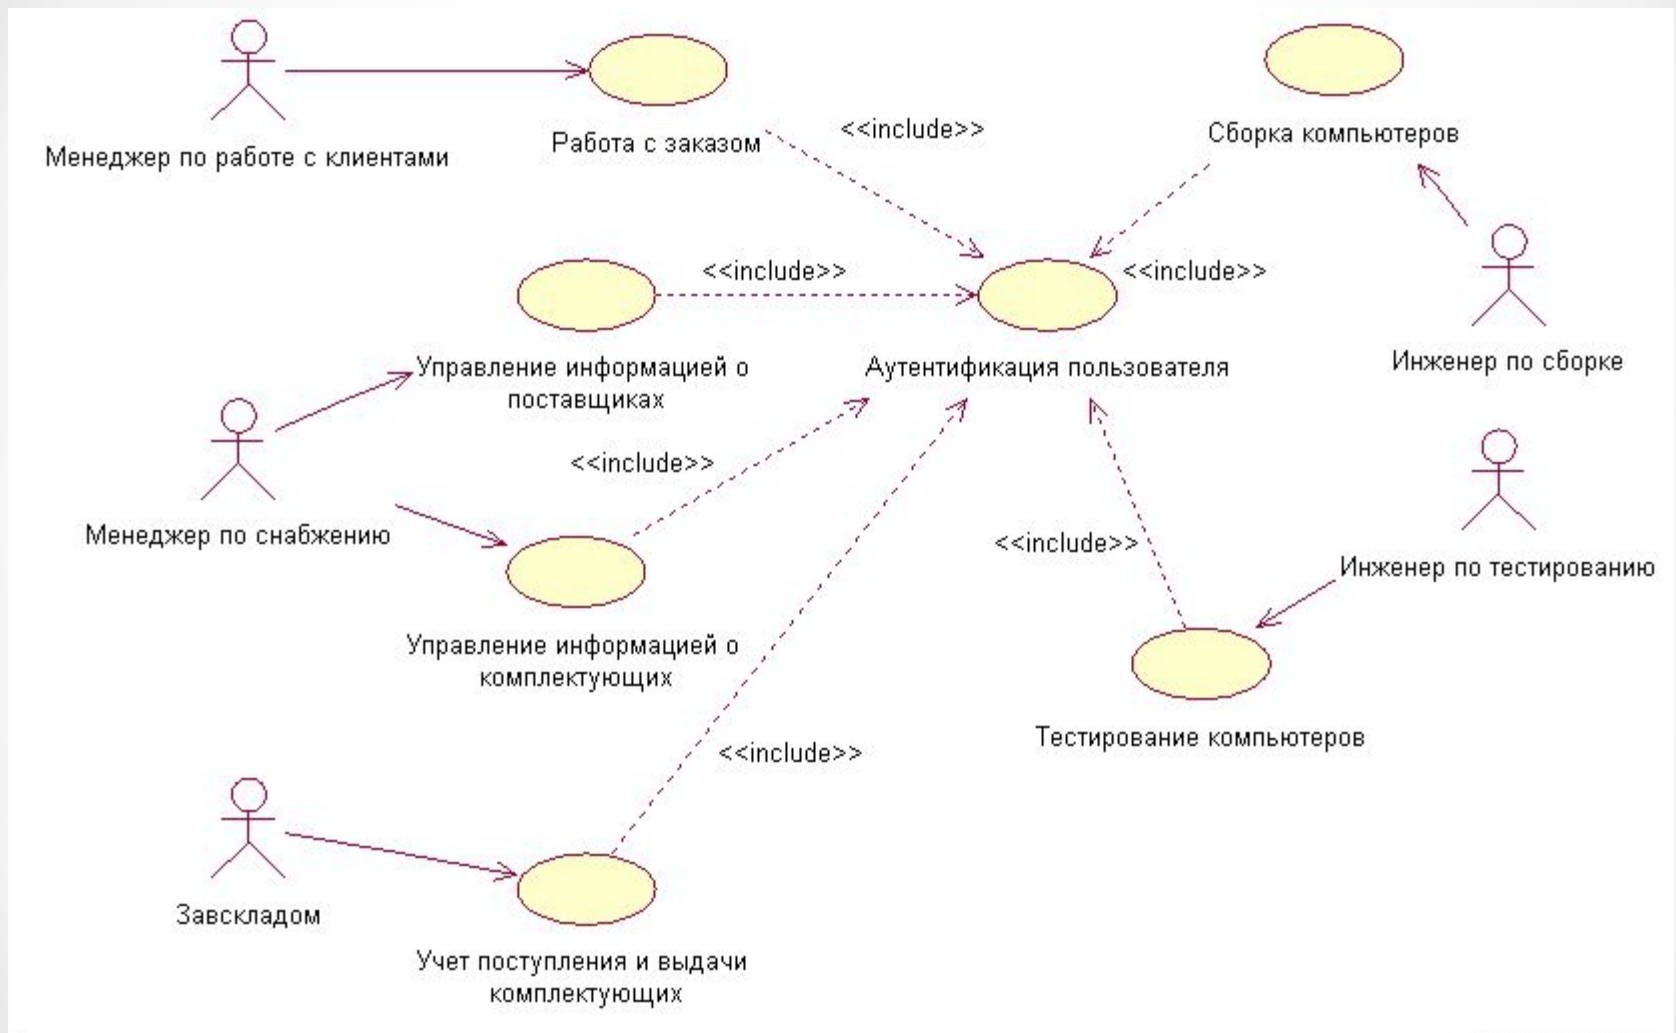 <<include>>
Менеджер по работе с клиентами
Работа с заказом
Сборка компьютеров
<<include>>
<<include>>
Управление информацией о
поставщиках
Аутентификация пользователя
Инженер по сборке
<<include>>
Менеджер по снабжению
<<include>>
Инженер по тестированию
Управление информацией о
комплектующих
Тестирование компьютеров
<<include>>
Завскладом
Учет поступления и выдачи
комплектующих